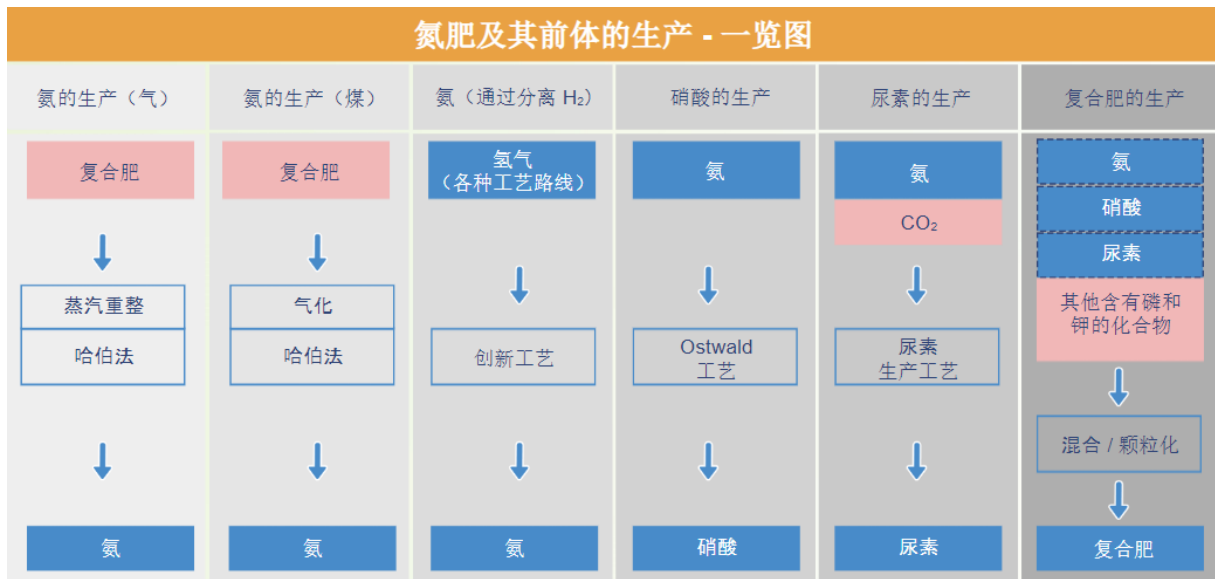 氮肥及其前体的生产 - 一览图
氨的生产（气）
复合肥
蒸汽重整
哈伯法
氨
氨的生产（煤）
复合肥
气化
哈伯法
氨
氨（通过分离 H₂）
氢气
（各种工艺路线）
创新工艺
氨
硝酸的生产
氨
Ostwald
工艺
硝酸
尿素的生产
氨
CO₂
尿素
生产工艺
尿素
复合肥的生产
氨
硝酸
尿素
其他含有磷和
钾的化合物
混合 / 颗粒化
复合肥